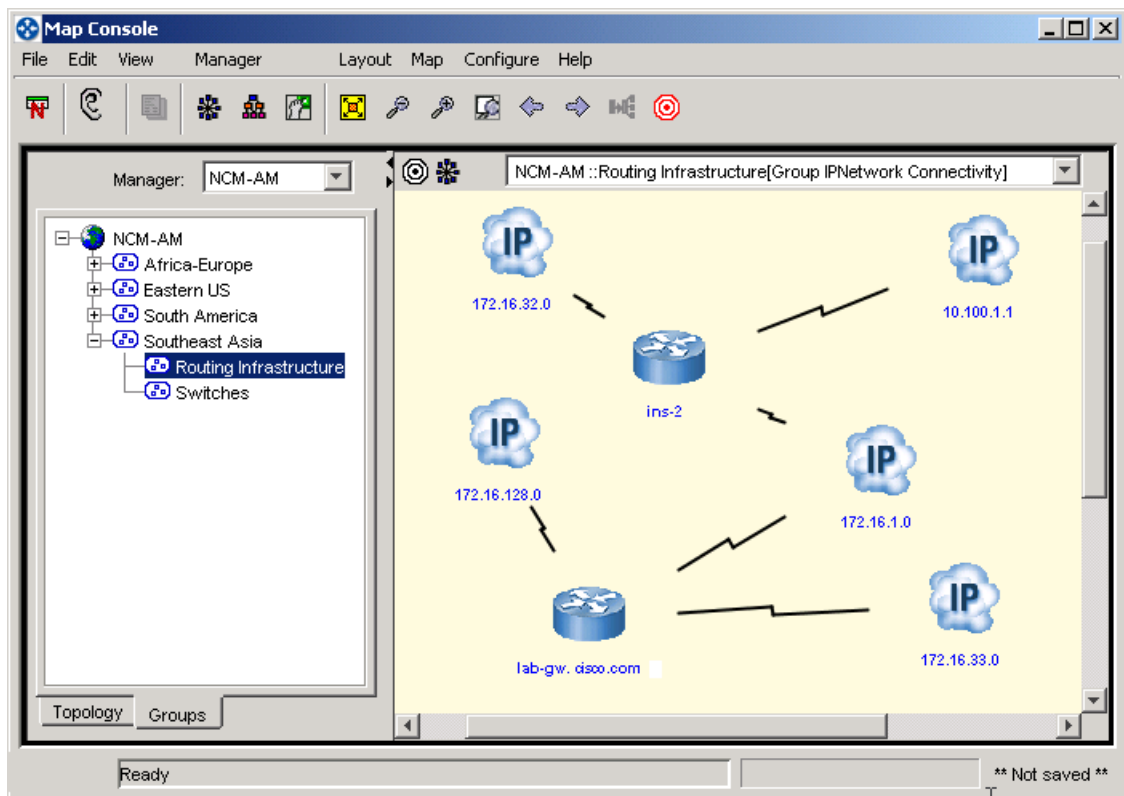 Map Console
File Edit View Manager Layout Map Configure Help
N
Manager: NCM-AM
NCM-AM ::Routing Infrastructure[Group IPNetwork Connectivity]
NCM-AM
Africa-Europe
Eastern US
South America
Southeast Asia
Routing Infrastructure
Switches
IP
172.16.32.0
IP
10.100.1.1
ins-2
IP
172.16.128.0
IP
172.16.1.0
lab-gw. cisco.com
IP
172.16.33.0
Topology Groups
Ready
** Not saved **